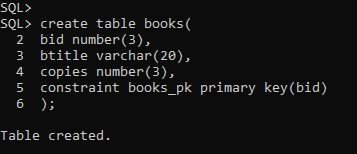 SQL>
SQL> create table books(
2 bid number(3),
3 btitle varchar(20),
4 copies number(3),
5 constraint books_pk primary key(bid)
6 );
Table created.